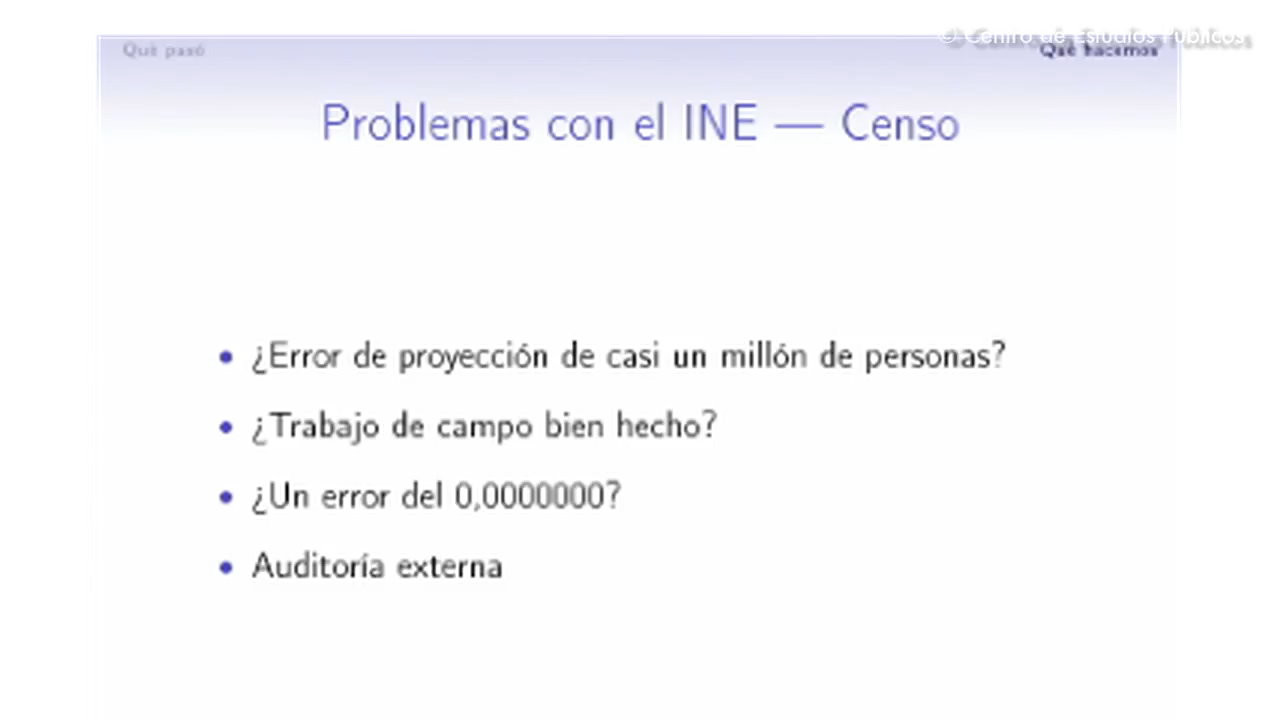 © Centro de Estudios Públicos
Qué pasó
Qué hacemos
Problemas con el INE — Censo
• ¿Error de proyección de casi un millón de personas?
• ¿Trabajo de campo bien hecho?
• ¿Un error del 0,0000000?
• Auditoría externa